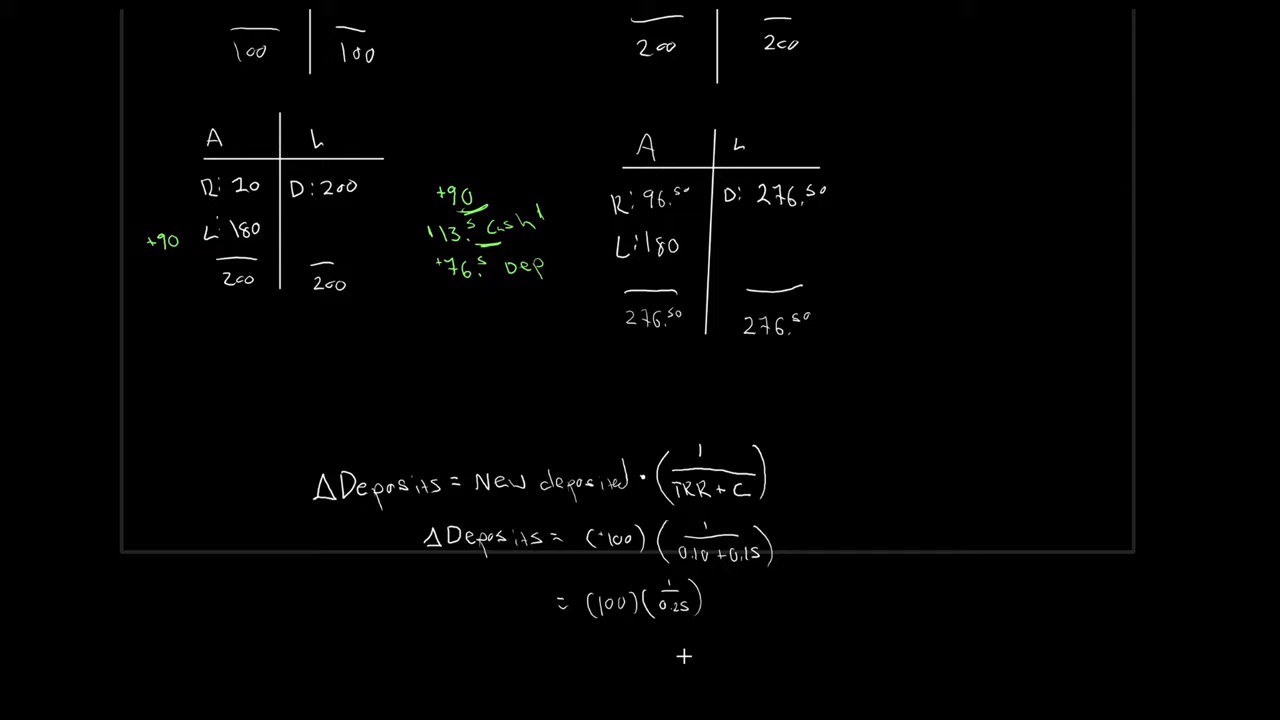 100 100
200 200
A L
R: 20 D: 200
+90 L: 180
200 200
+90
13.5 Cash
+76.5 Dep
A L
R: 96.50 D: 276.50
L: 180
276.50 276.50
ΔDeposits = New deposited · (1/TRR + C)
ΔDeposits = (+100) (1/0.10 + 0.15)
= (100) (1/0.25)